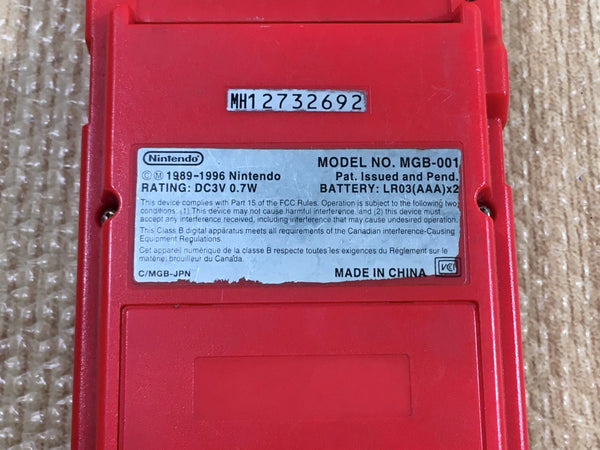 MH12732692
Nintendo MODEL NO. MGB-001
©Ⓜ 1989-1996 Nintendo Pat. Issued and Pend.
RATING: DC3V 0.7W BATTERY: LR03(AAA)x2
This device complies with Part 15 of the FCC Rules. Operation is subject to the following two
conditions. (1) This device may not cause harmful interference, and (2) this device must
accept any interference received, including interference that may cause undesired operation.
This Class B digital apparatus meets all requirements of the Canadian interference-Causing
Equipment Regulations.
Cet appareil numérique de la classe B respecte toutes les exigences du Règlement sur le
matériel brouilleur du Canada.
C/MGB-JPN MADE IN CHINA VCI